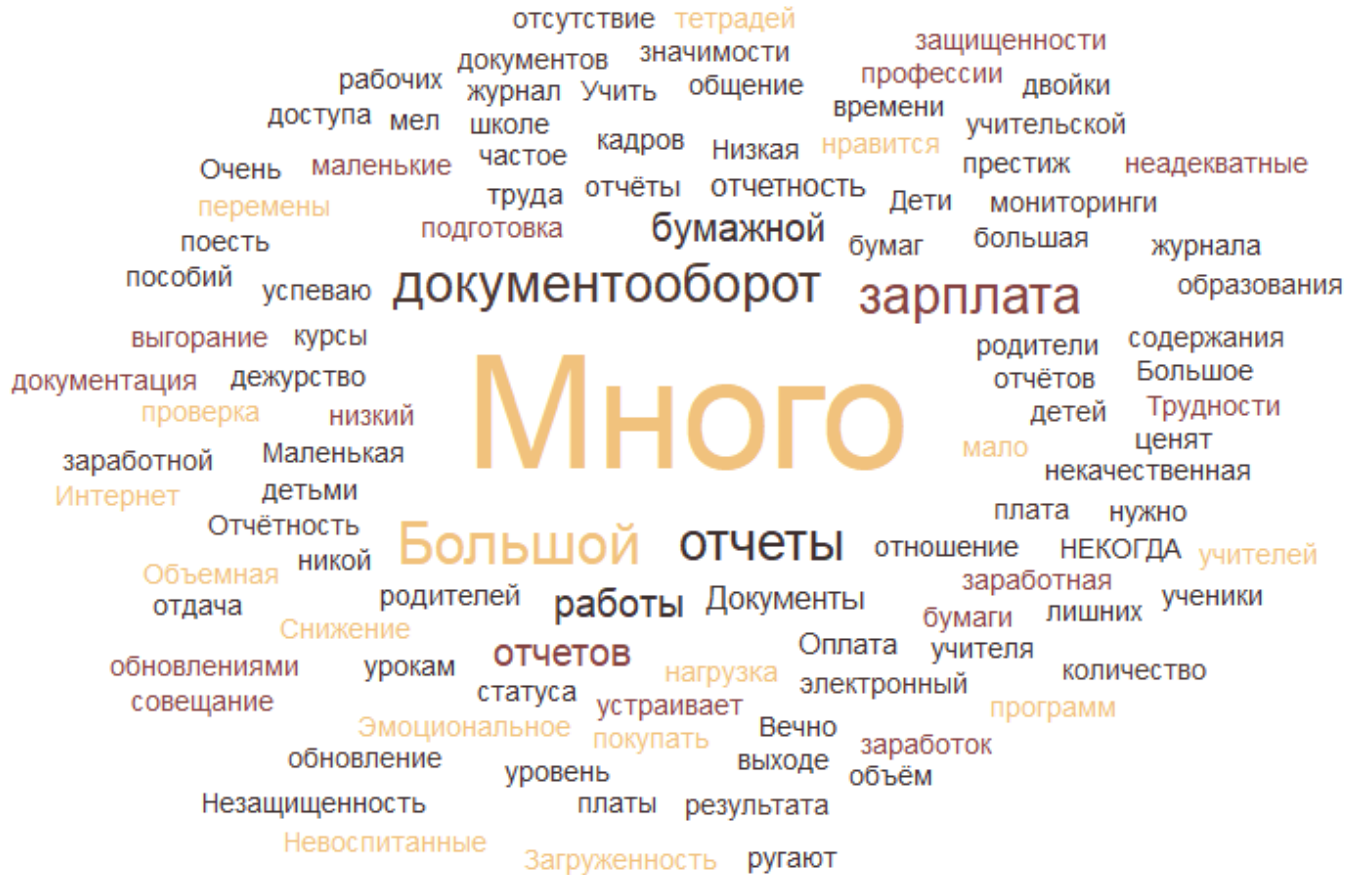 отсутствие тетрадей
защищенности
документов значимости
рабочих профессии двойки
журнал Учить общение
доступа мел школе времени учительской
кадров Низкая нравится
Очень маленькие частое престиж неадекватные
труда отчёты отчетность Дети мониторинги
перемены
подготовка бумажной
поесть бумаг большая журнала
пособий успеваю документооборот зарплата образования
выгорание курсы родители содержания
документация дежурство отчётов Большое
проверка низкий Много детей Трудности
заработной Маленькая мало ценят
некачественная
Интернет детьми
плата нужно
Отчётность
никой Большой отчеты отношение НЕКОГДА учителей
Объемная заработная
отдача родителей работы Документы бумаги лишних ученики
Снижение
обновлениями урокам отчетов нагрузка Оплата учителя количество
совещание статуса устраивает электронный программ
Эмоциональное покупать Вечно
обновление уровень выходе заработок
объём
Незащищенность платы результата
Невоспитанные Загруженность ругают